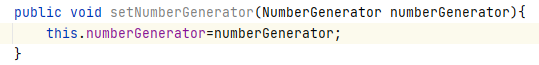 public void setNumberGenerator(NumberGenerator numberGenerator){
    this.numberGenerator=numberGenerator;
}